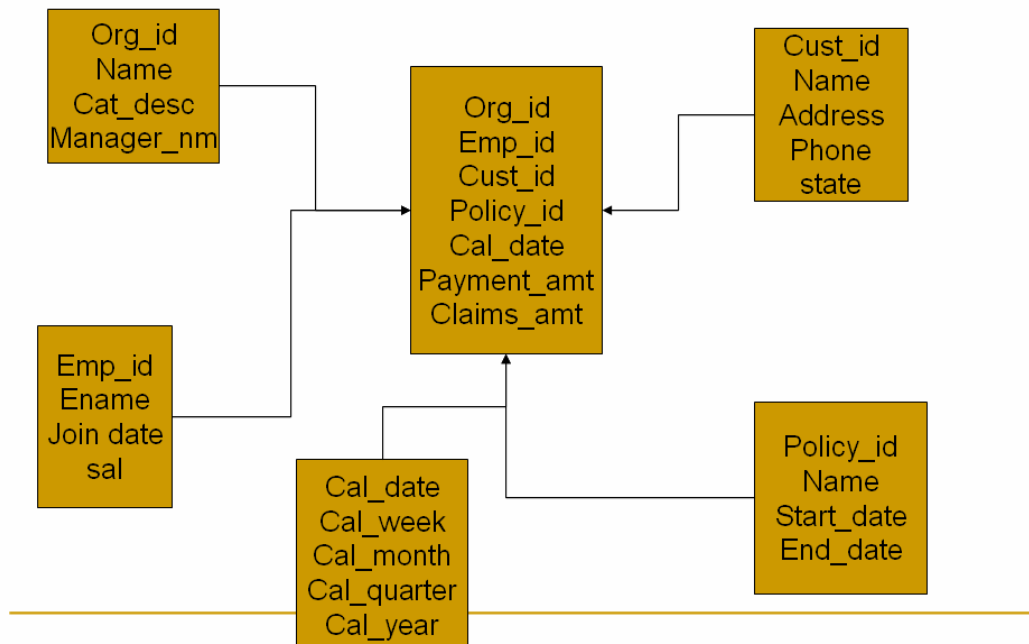 Org_id
Name
Cat_desc
Manager_nm
Org_id
Emp_id
Cust_id
Policy_id
Cal_date
Payment_amt
Claims_amt
Cust_id
Name
Address
Phone
state
Emp_id
Ename
Join date
sal
Cal_date
Cal_week
Cal_month
Cal_quarter
Cal_year
Policy_id
Name
Start_date
End_date